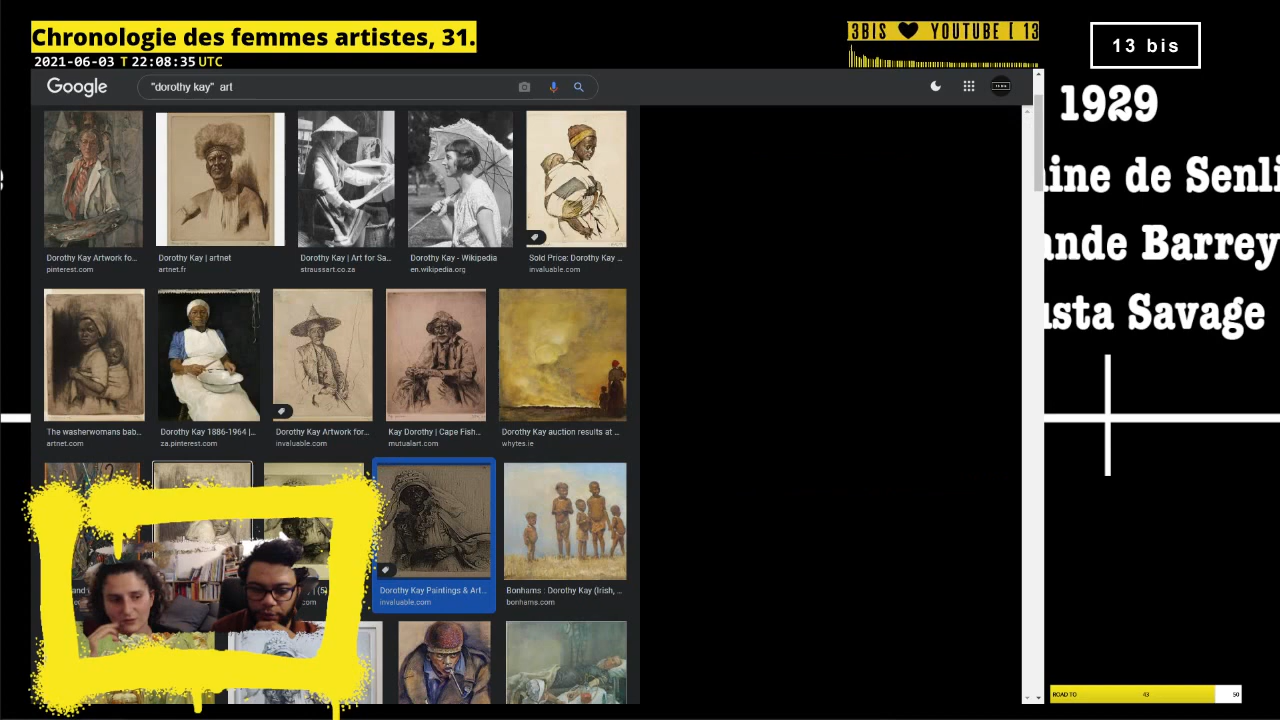 Chronologie des femmes artistes, 31.
2021-06-03 T 22:08:35 UTC
3BIS ♥ YOUTUBE [ 13
13 bis
Google
"dorothy kay" art
1929
ine de Senli
ande Barrey
sta Savage
Dorothy Kay Artwork fo...
pinterest.com
Dorothy Kay | artnet
artnet.fr
Dorothy Kay | Art for Sa...
straussart.co.za
Dorothy Kay - Wikipedia
en.wikipedia.org
Sold Price: Dorothy Kay ...
invaluable.com
The washerwomans bab...
artnet.com
Dorothy Kay 1886-1964 |...
za.pinterest.com
Dorothy Kay Artwork for...
invaluable.com
Kay Dorothy | Cape Fish...
mutualart.com
Dorothy Kay auction results at ...
whytes.ie
Dorothy Kay Paintings & Art...
invaluable.com
Bonhams : Dorothy Kay (Irish, ...
bonhams.com
ROAD TO 43 50